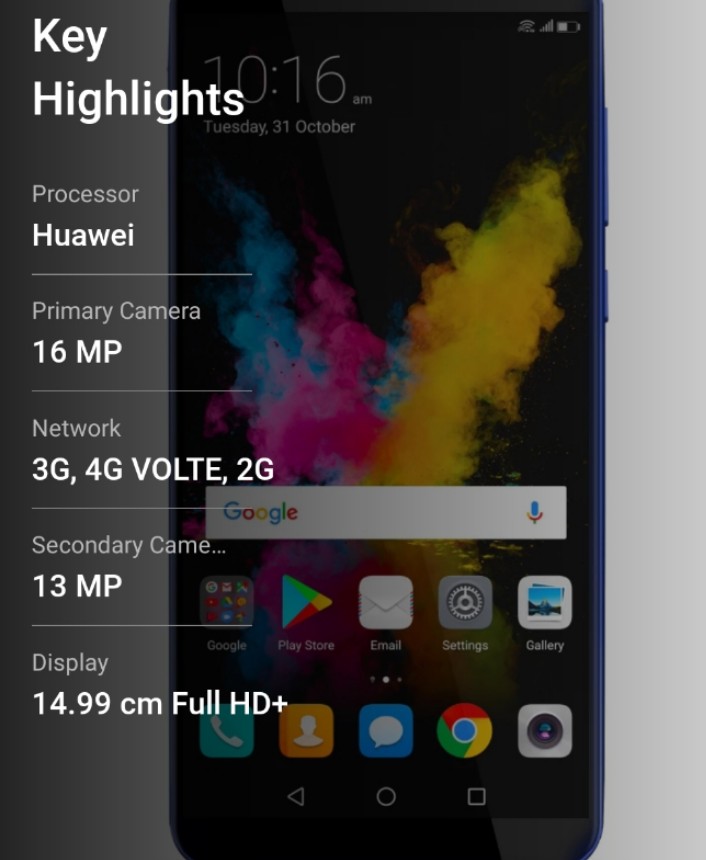 Key
Highlights
10:16 am
Tuesday, 31 October
Processor
Huawei
Primary Camera
16 MP
Network
3G, 4G VOLTE, 2G
Google
Secondary Came...
13 MP
Google
Play Store
Email
Settings
Gallery
Display
14.99 cm Full HD+